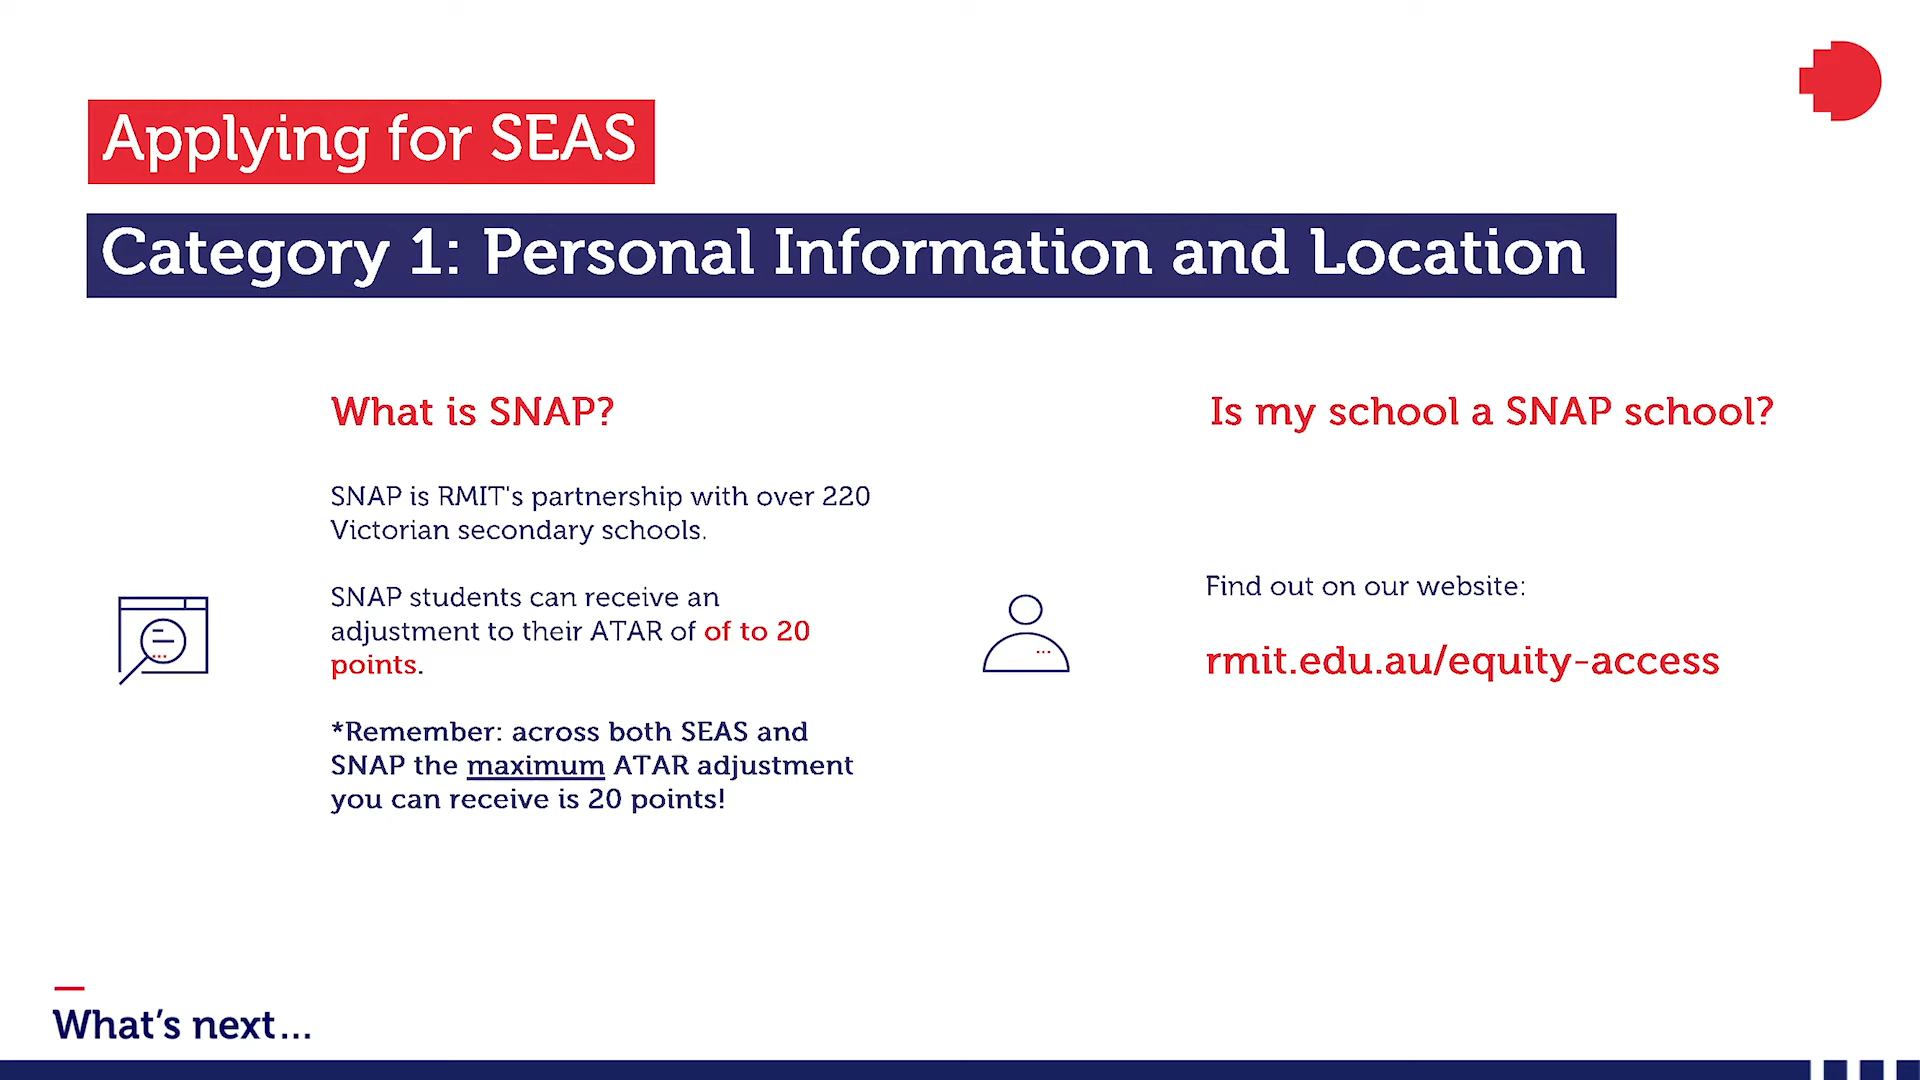 Applying for SEAS
Category 1: Personal Information and Location
What is SNAP?
SNAP is RMIT's partnership with over 220
Victorian secondary schools.
SNAP students can receive an
adjustment to their ATAR of of to 20
points.
*Remember: across both SEAS and
SNAP the maximum ATAR adjustment
you can receive is 20 points!
Is my school a SNAP school?
Find out on our website:
rmit.edu.au/equity-access
What's next...